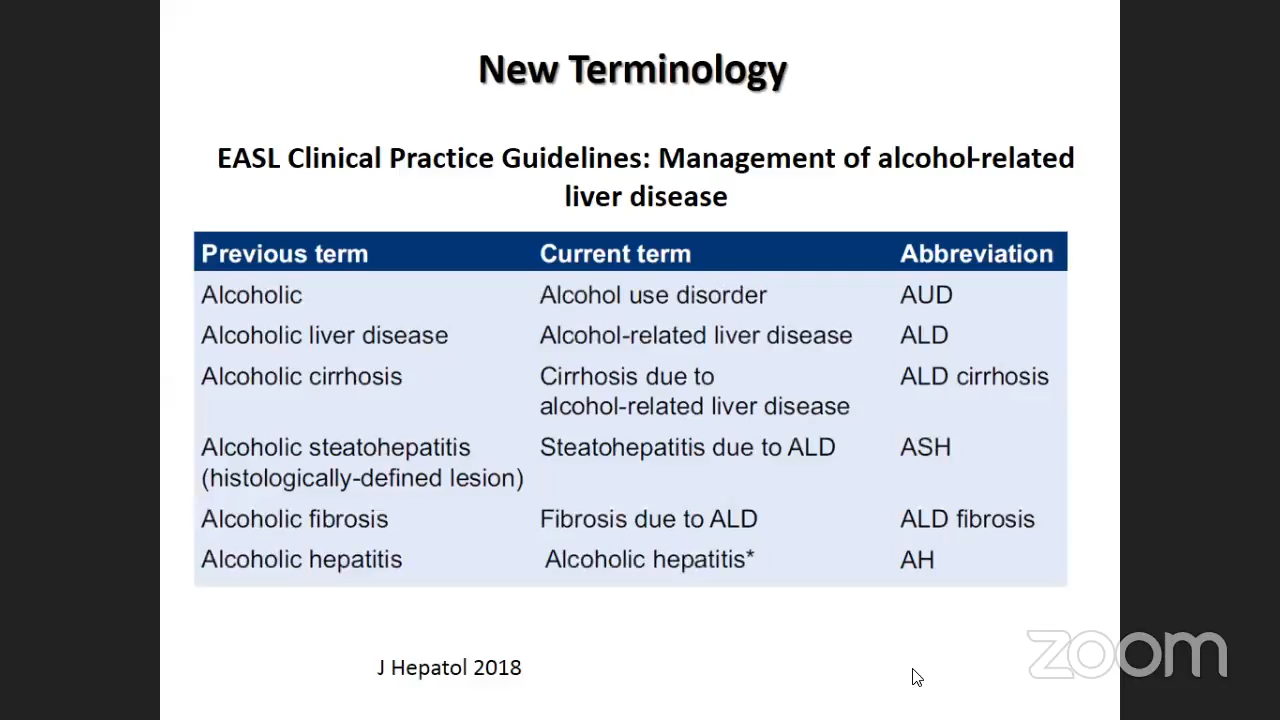 New Terminology
EASL Clinical Practice Guidelines: Management of alcohol-related
liver disease
Previous term Current term Abbreviation
Alcoholic Alcohol use disorder AUD
Alcoholic liver disease Alcohol-related liver disease ALD
Alcoholic cirrhosis Cirrhosis due to ALD cirrhosis
alcohol-related liver disease
Alcoholic steatohepatitis Steatohepatitis due to ALD ASH
(histologically-defined lesion)
Alcoholic fibrosis Fibrosis due to ALD ALD fibrosis
Alcoholic hepatitis Alcoholic hepatitis* AH
J Hepatol 2018
zoom